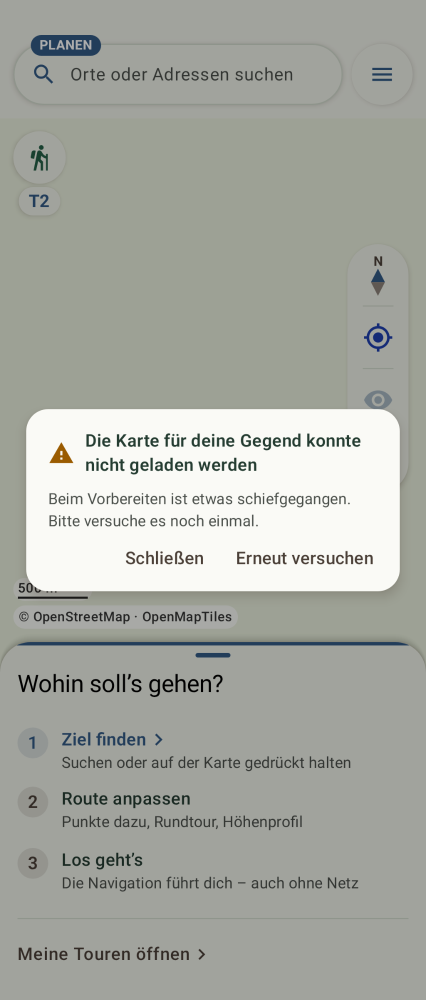 PLANEN
Orte oder Adressen suchen
T2
N
Die Karte für deine Gegend konnte
nicht geladen werden
Beim Vorbereiten ist etwas schiefgegangen.
Bitte versuche es noch einmal.
Schließen
Erneut versuchen
500 m
© OpenStreetMap · OpenMapTiles
Wohin soll’s gehen?
1
Ziel finden
Suchen oder auf der Karte gedrückt halten
2
Route anpassen
Punkte dazu, Rundtour, Höhenprofil
3
Los geht’s
Die Navigation führt dich – auch ohne Netz
Meine Touren öffnen